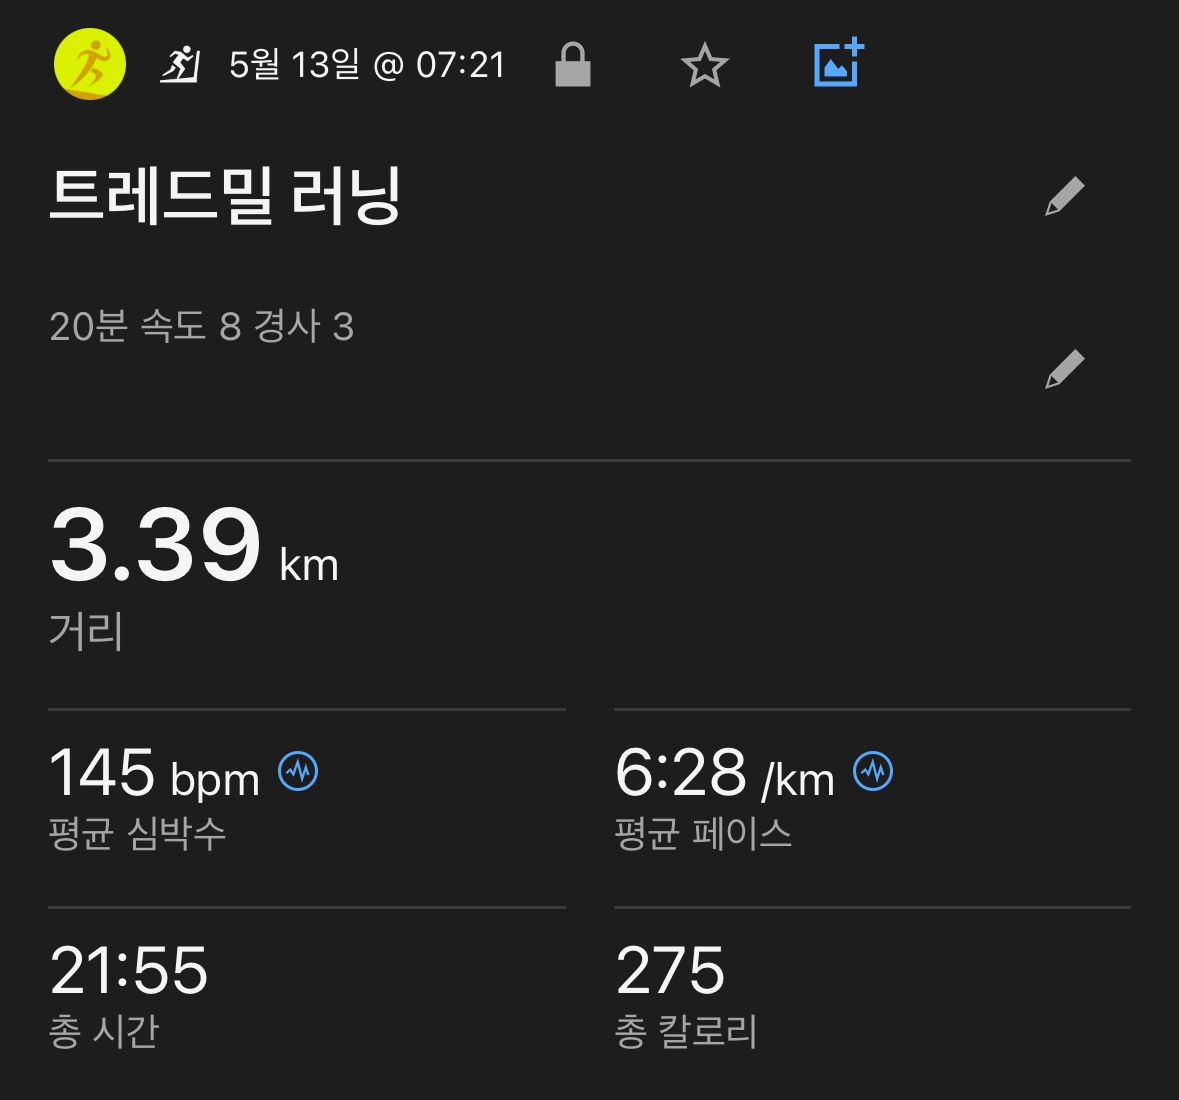 5월 13일 @ 07:21
트레드밀 러닝
20분 속도 8 경사 3
3.39 km
거리
145 bpm
평균 심박수
6:28 /km
평균 페이스
21:55
총 시간
275
총 칼로리